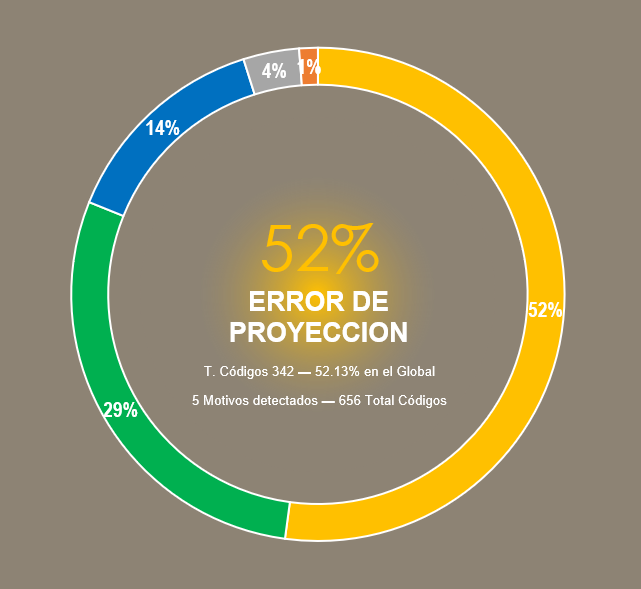 4%
1%
14%
52%
ERROR DE
PROYECCION
52%
T. Códigos 342 — 52.13% en el Global
5 Motivos detectados — 656 Total Códigos
29%